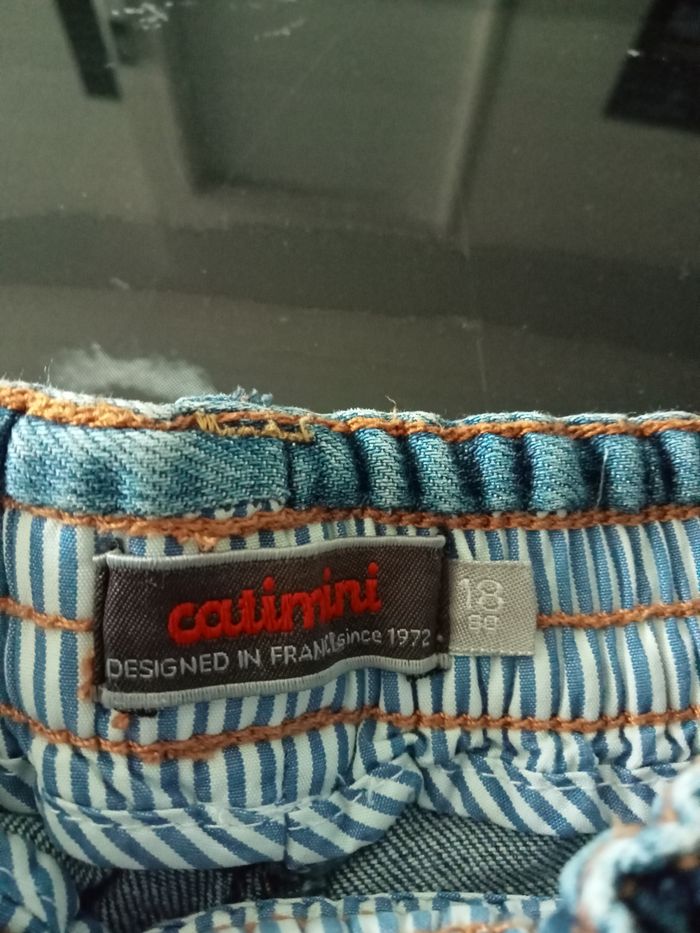 catimini
DESIGNED IN FRANCE since 1972
18